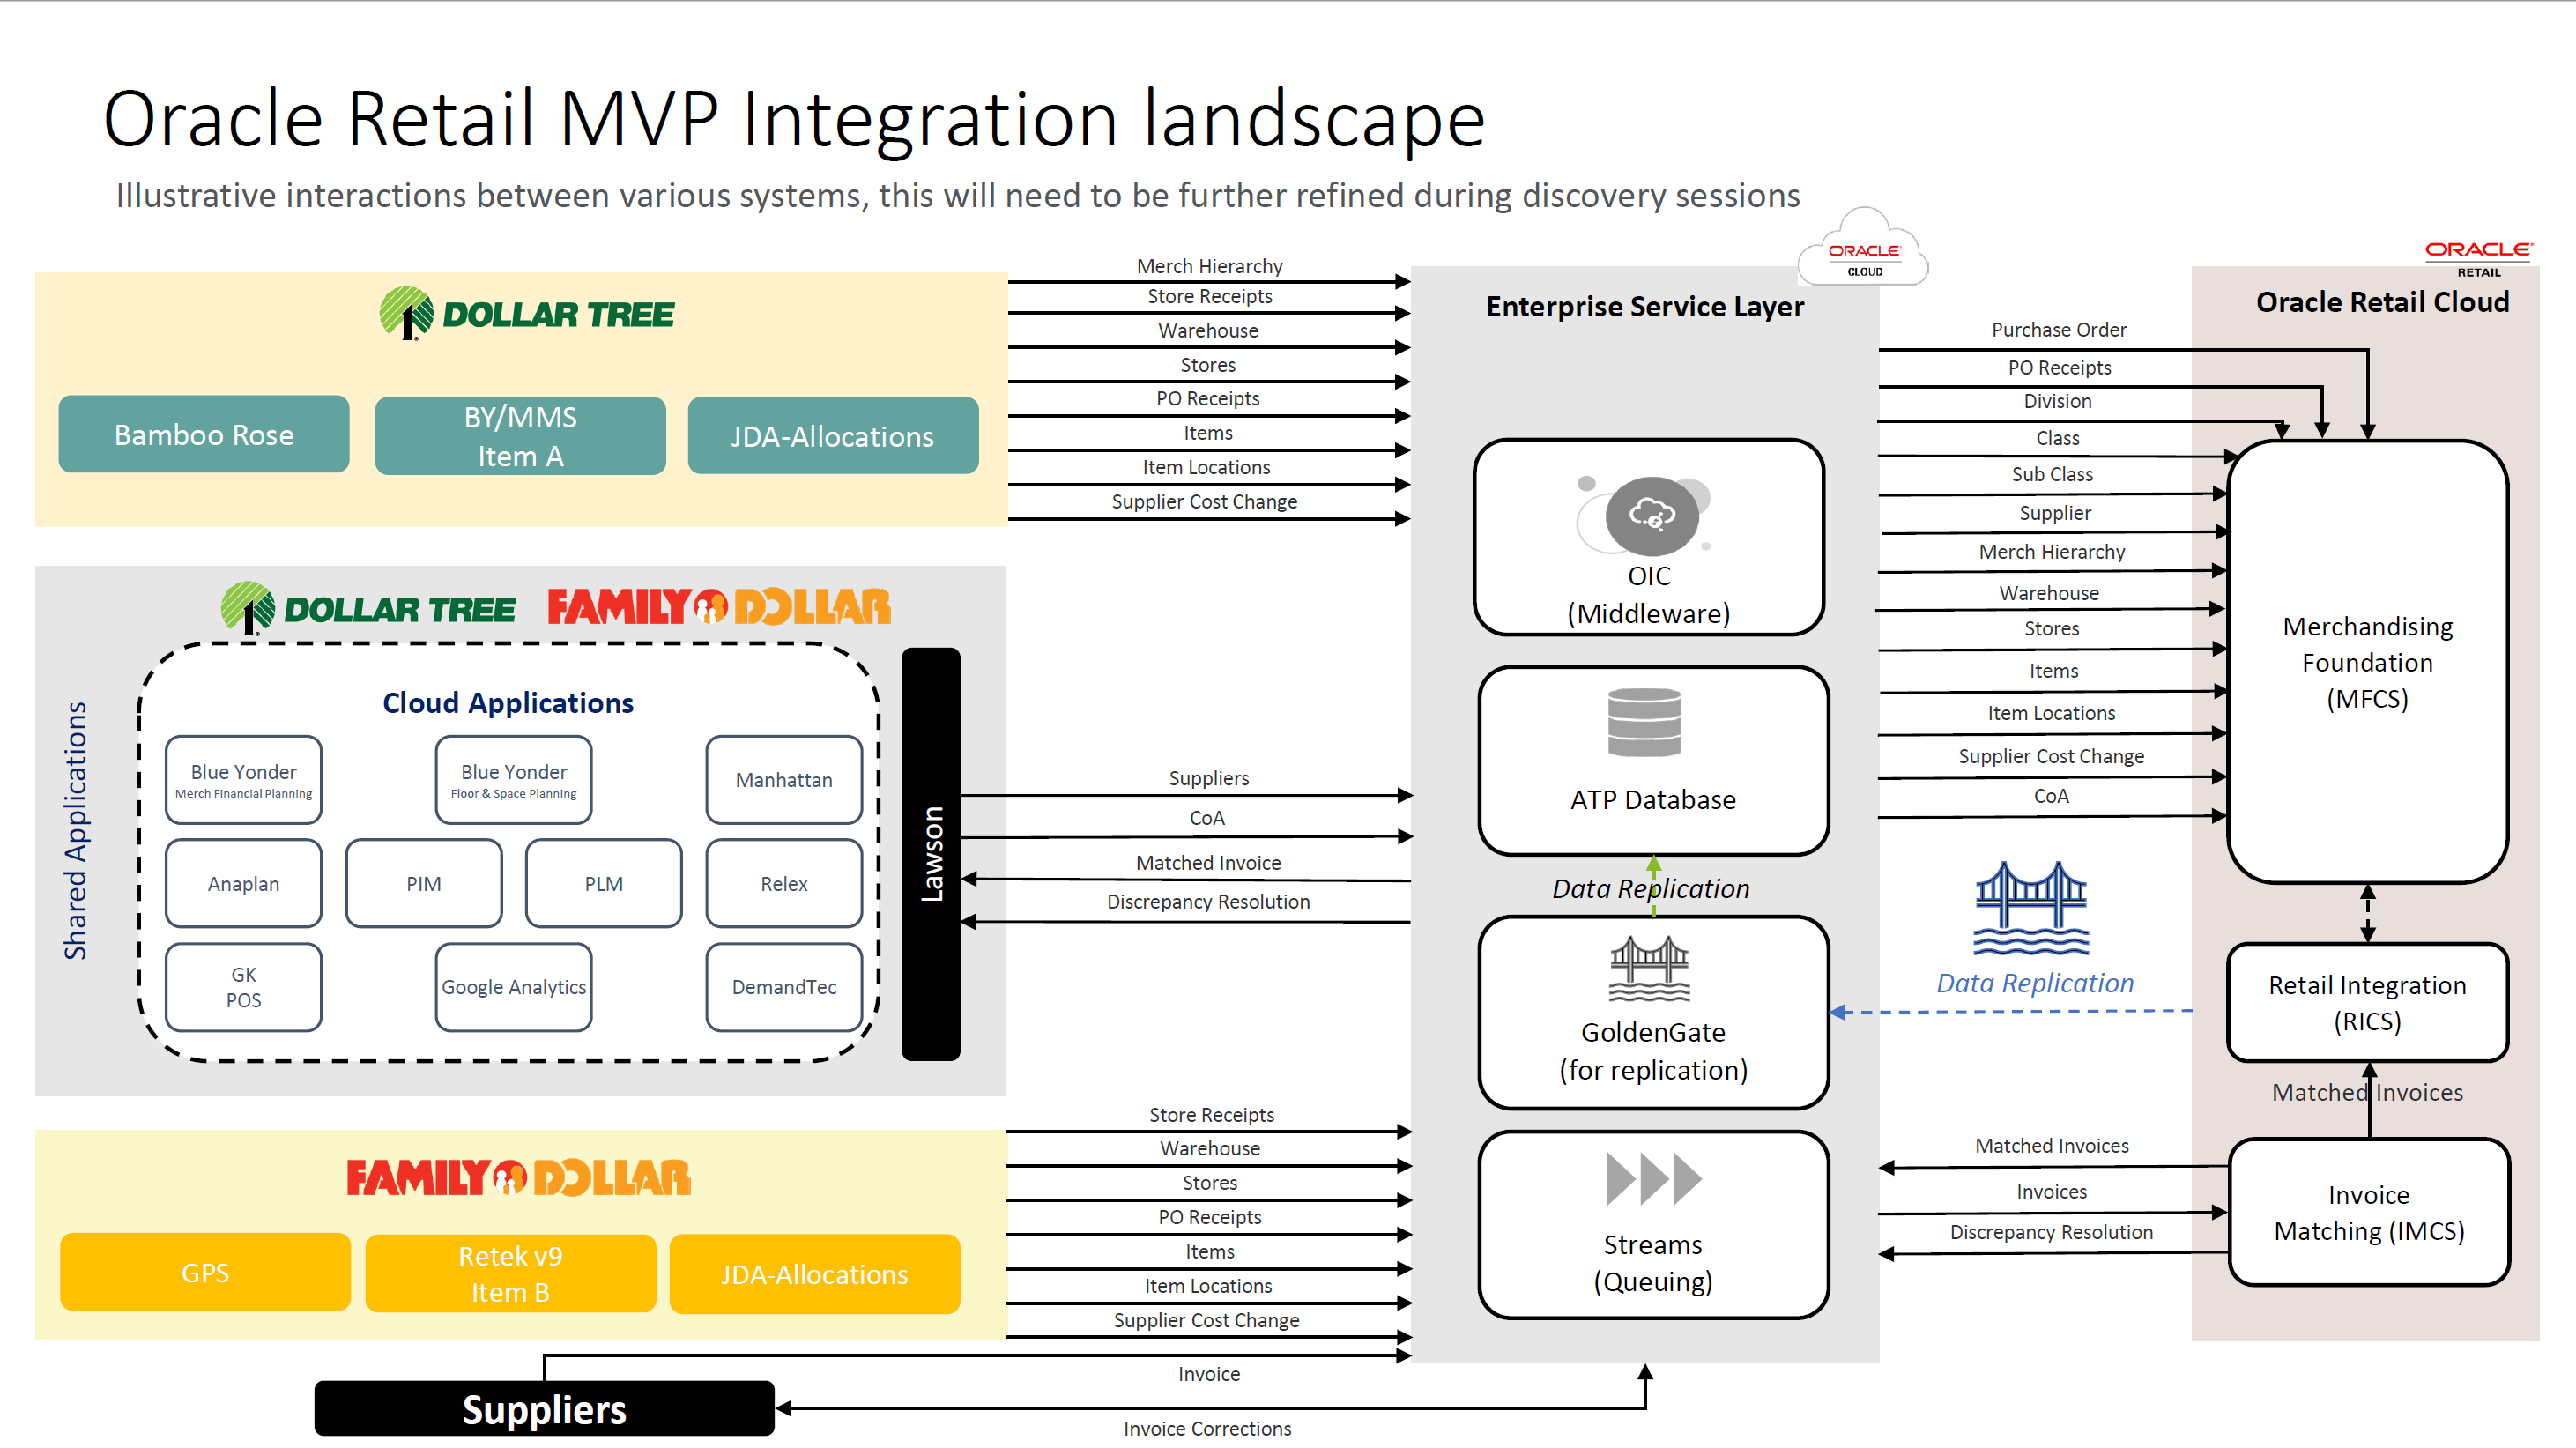 Oracle Retail MVP Integration landscape
Illustrative interactions between various systems, this will need to be further refined during discovery sessions
DOLLAR TREE
Bamboo Rose
BY/MMS
Item A
JDA-Allocations
Merch Hierarchy
Store Receipts
Warehouse
Stores
PO Receipts
Items
Item Locations
Supplier Cost Change
Shared Applications
DOLLAR TREE
FAMILY DOLLAR
Cloud Applications
Blue Yonder
Merch Financial Planning
Blue Yonder
Floor & Space Planning
Manhattan
Anaplan
PIM
PLM
Relex
GK
POS
Google Analytics
DemandTec
Lawson
Suppliers
CoA
Matched Invoice
Discrepancy Resolution
FAMILY DOLLAR
GPS
Retek v9
Item B
JDA-Allocations
Store Receipts
Warehouse
Stores
PO Receipts
Items
Item Locations
Supplier Cost Change
Invoice
Suppliers
Invoice Corrections
ORACLE
CLOUD
Enterprise Service Layer
OIC
(Middleware)
ATP Database
Data Replication
GoldenGate
(for replication)
Streams
(Queuing)
Purchase Order
PO Receipts
Division
Class
Sub Class
Supplier
Merch Hierarchy
Warehouse
Stores
Items
Item Locations
Supplier Cost Change
CoA
Data Replication
Matched Invoices
Invoices
Discrepancy Resolution
ORACLE
RETAIL
Oracle Retail Cloud
Merchandising
Foundation
(MFCS)
Retail Integration
(RICS)
Matched Invoices
Invoice
Matching (IMCS)